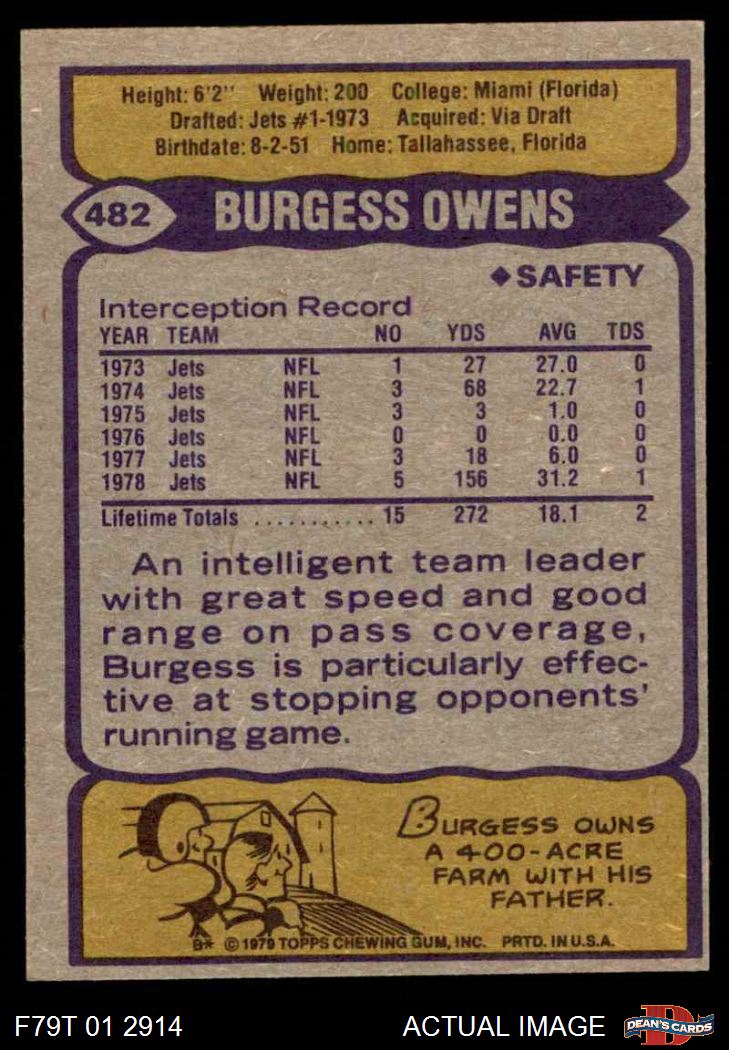 Height: 6'2" Weight: 200 College: Miami (Florida)
Drafted: Jets #1-1973 Acquired: Via Draft
Birthdate: 8-2-51 Home: Tallahassee, Florida
482 BURGESS OWENS
◆SAFETY
Interception Record
YEAR TEAM NO YDS AVG TDS
1973 Jets NFL 1 27 27.0 0
1974 Jets NFL 3 68 22.7 1
1975 Jets NFL 3 3 1.0 0
1976 Jets NFL 0 0 0.0 0
1977 Jets NFL 3 18 6.0 0
1978 Jets NFL 5 156 31.2 1
Lifetime Totals ............ 15 272 18.1 2
An intelligent team leader
with great speed and good
range on pass coverage,
Burgess is particularly effec-
tive at stopping opponents'
running game.
BURGESS OWNS
A 400-ACRE
FARM WITH HIS
FATHER.
B* © 1979 TOPPS CHEWING GUM, INC. PRTD. IN U.S.A.
F79T 01 2914 ACTUAL IMAGE D DEAN'S CARDS